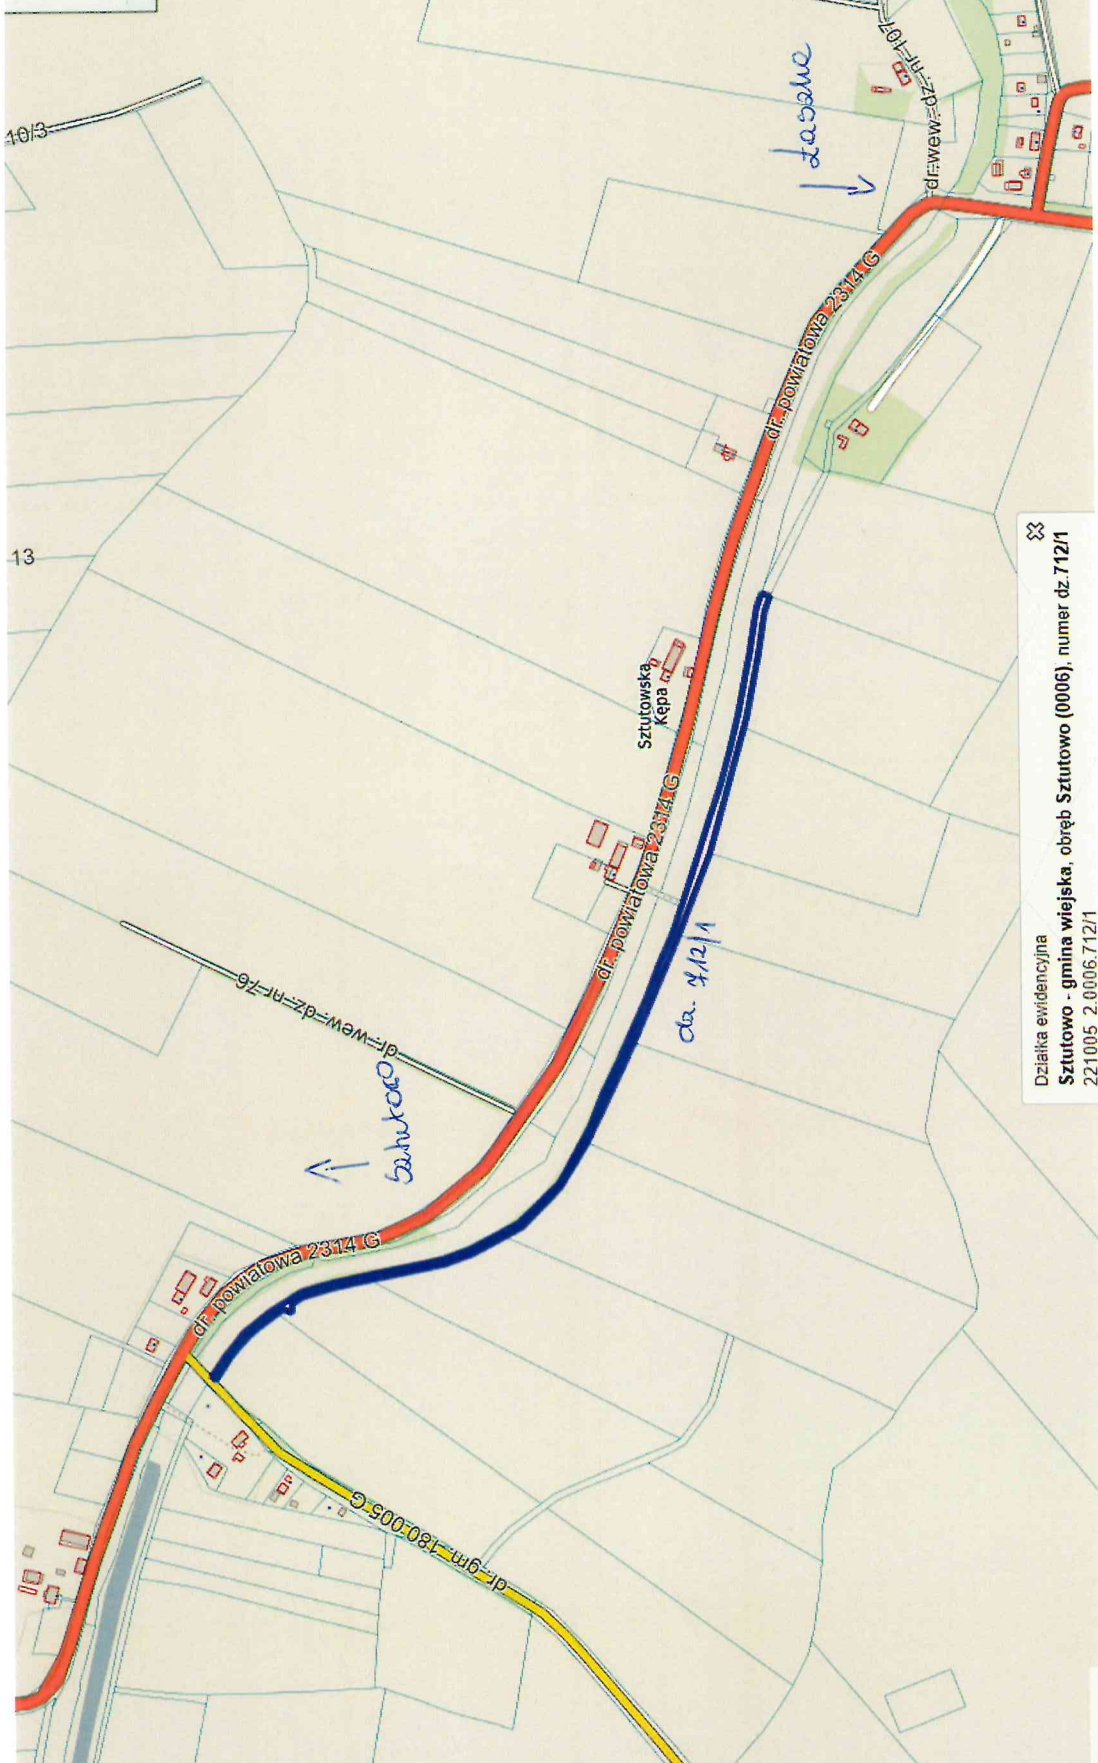 10/3
13
dr. wew. dz. nr 107
Łaszka
dr. powiatowa 2314 G
Sztutowska
Kępa
dr. powiatowa 2314 G
dz. 712/1
dr. wew. dz. nr 76
Sztutowo
dr. powiatowa 2314 G
dr. gm. 180.005 G
Działka ewidencyjna
Sztutowo - gmina wiejska, obręb Sztutowo (0006), numer dz.712/1
221005_2.0006.712/1